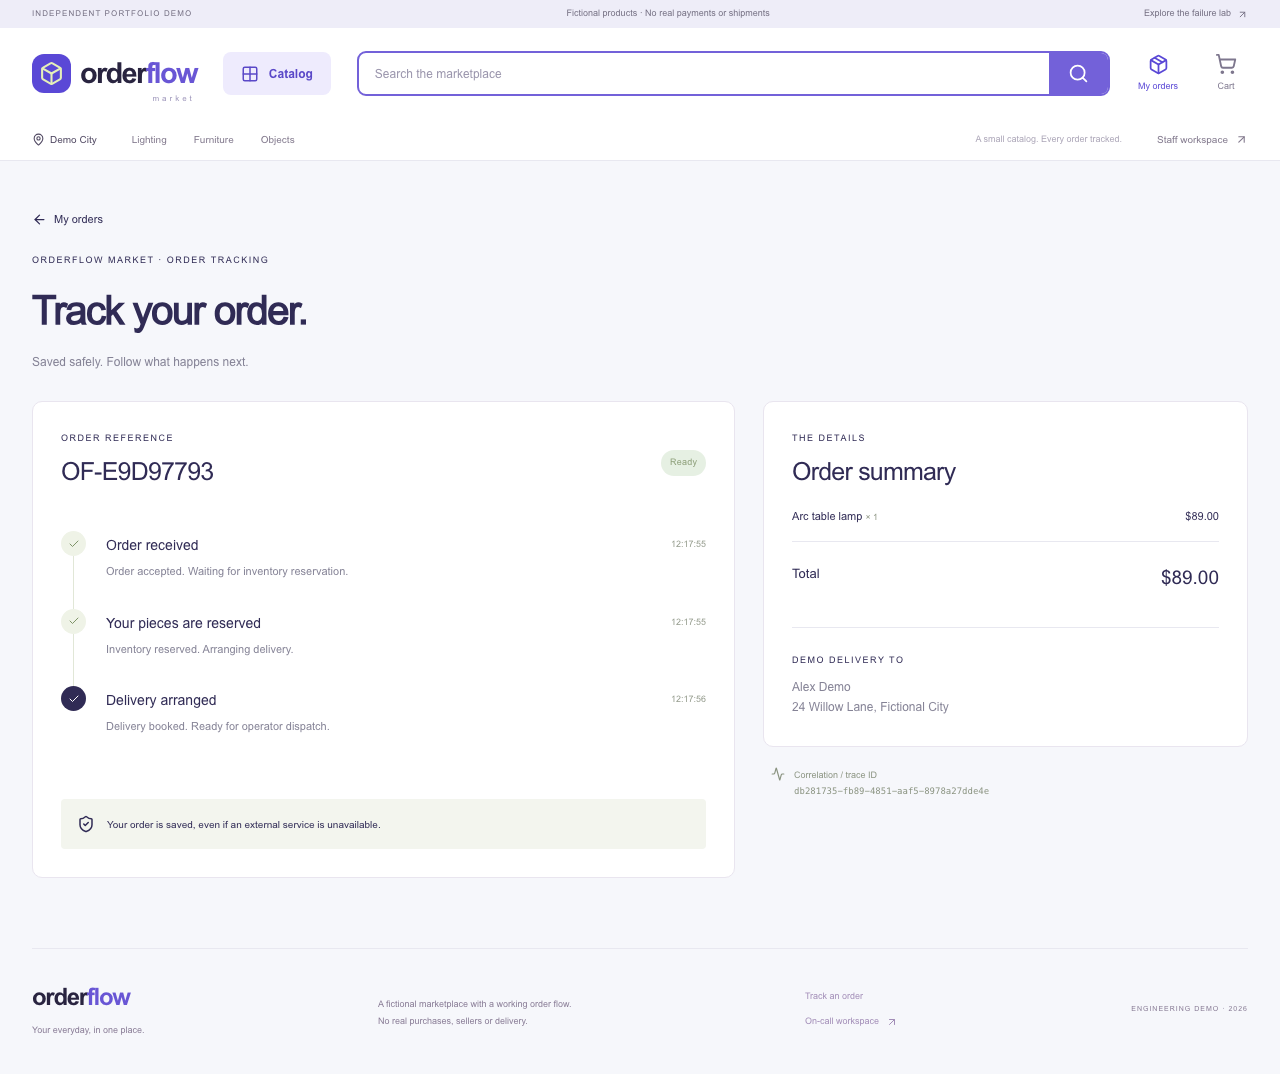 INDEPENDENT PORTFOLIO DEMO
Fictional products · No real payments or shipments
Explore the failure lab
orderflow
market
Catalog
Search the marketplace
My orders
Cart
Demo City
Lighting
Furniture
Objects
A small catalog. Every order tracked.
Staff workspace
My orders
ORDERFLOW MARKET · ORDER TRACKING
Track your order.
Saved safely. Follow what happens next.
ORDER REFERENCE
OF-E9D97793
Ready
Order received
12:17:55
Order accepted. Waiting for inventory reservation.
Your pieces are reserved
12:17:55
Inventory reserved. Arranging delivery.
Delivery arranged
12:17:56
Delivery booked. Ready for operator dispatch.
Your order is saved, even if an external service is unavailable.
THE DETAILS
Order summary
Arc table lamp × 1
$89.00
Total
$89.00
DEMO DELIVERY TO
Alex Demo
24 Willow Lane, Fictional City
Correlation / trace ID
db281735-fb89-4851-aaf5-8978a27dde4e
orderflow
Your everyday, in one place.
A fictional marketplace with a working order flow.
No real purchases, sellers or delivery.
Track an order
On-call workspace
ENGINEERING DEMO · 2026